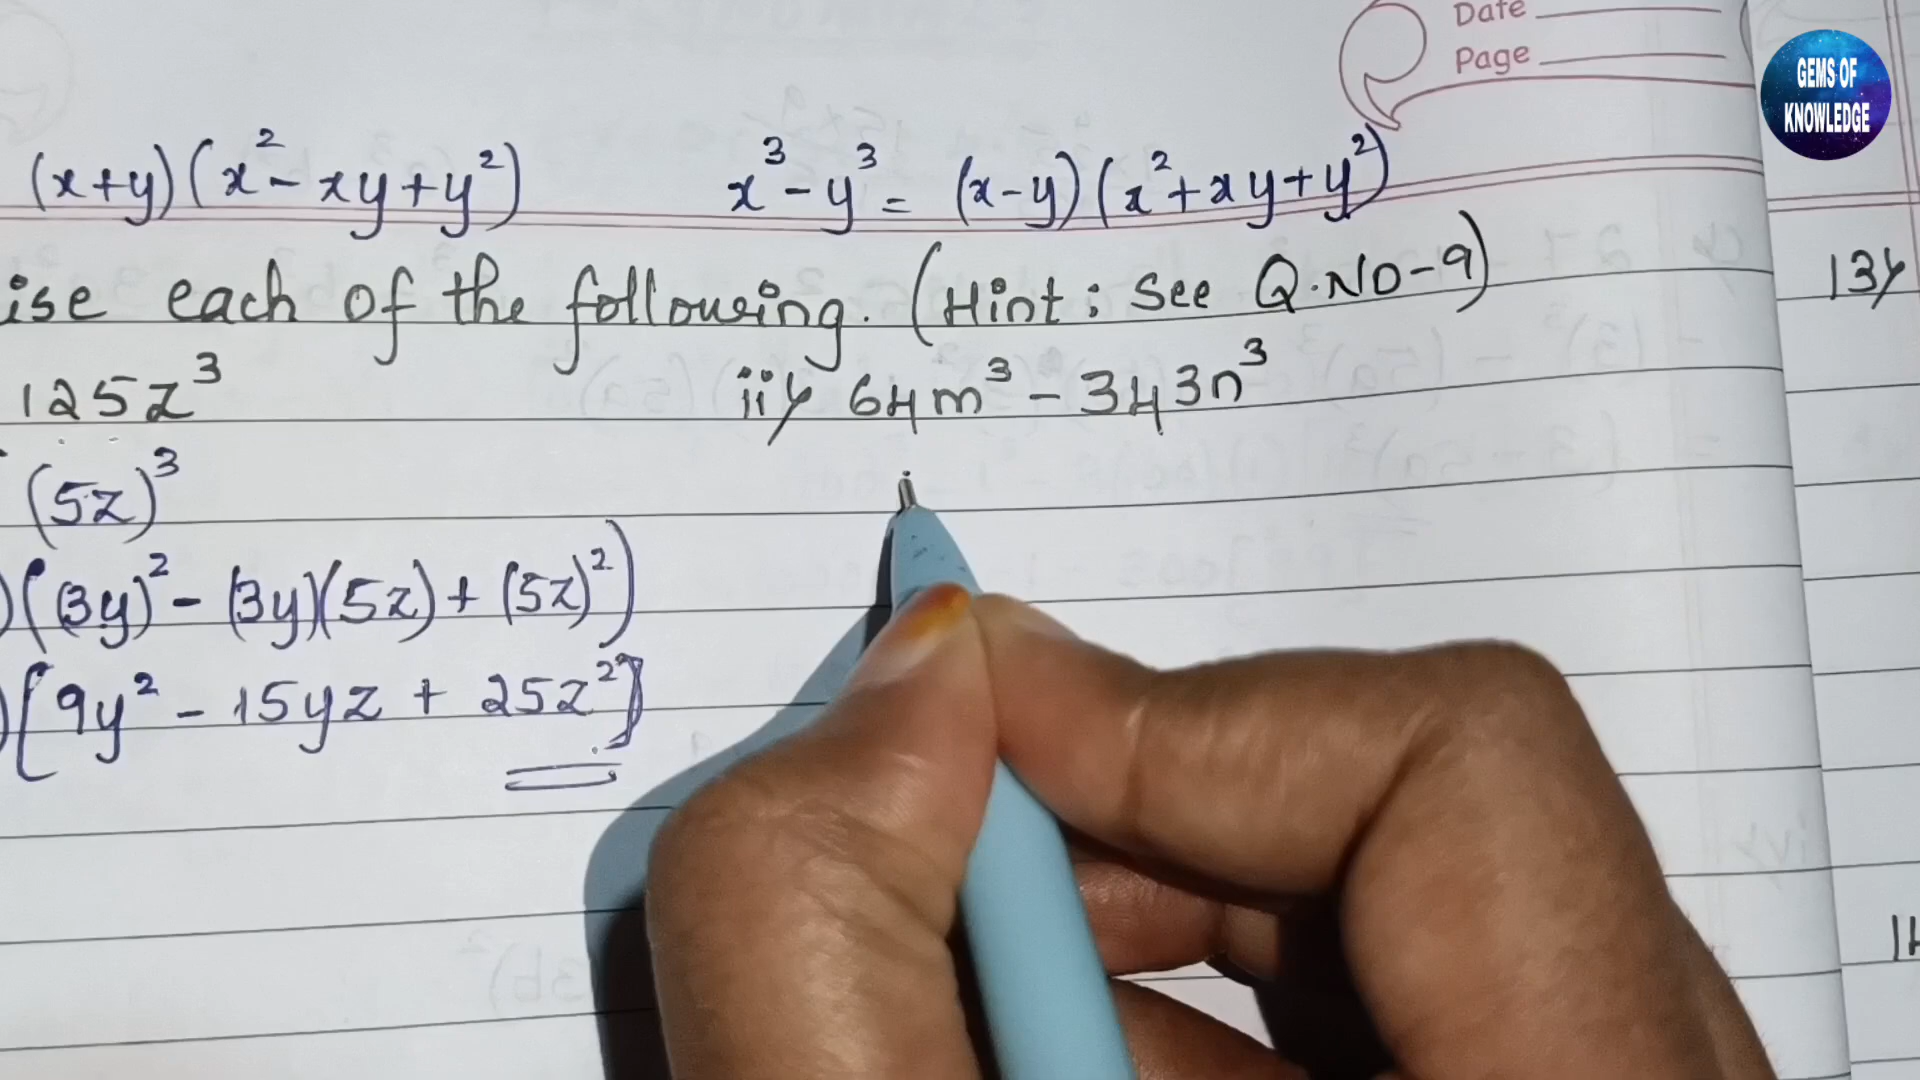 Date
Page
GEMS OF
KNOWLEDGE
(x+y)(x²-xy+y²) x³-y³= (x-y)(x²+xy+y²)
ise each of the following. (Hint: See Q.NO-9)
13)
125z³ ii) 64m³-343n³
(5z)³
)((3y)²-(3y)(5z)+(5z)²)
)[9y²-15yz+25z²]